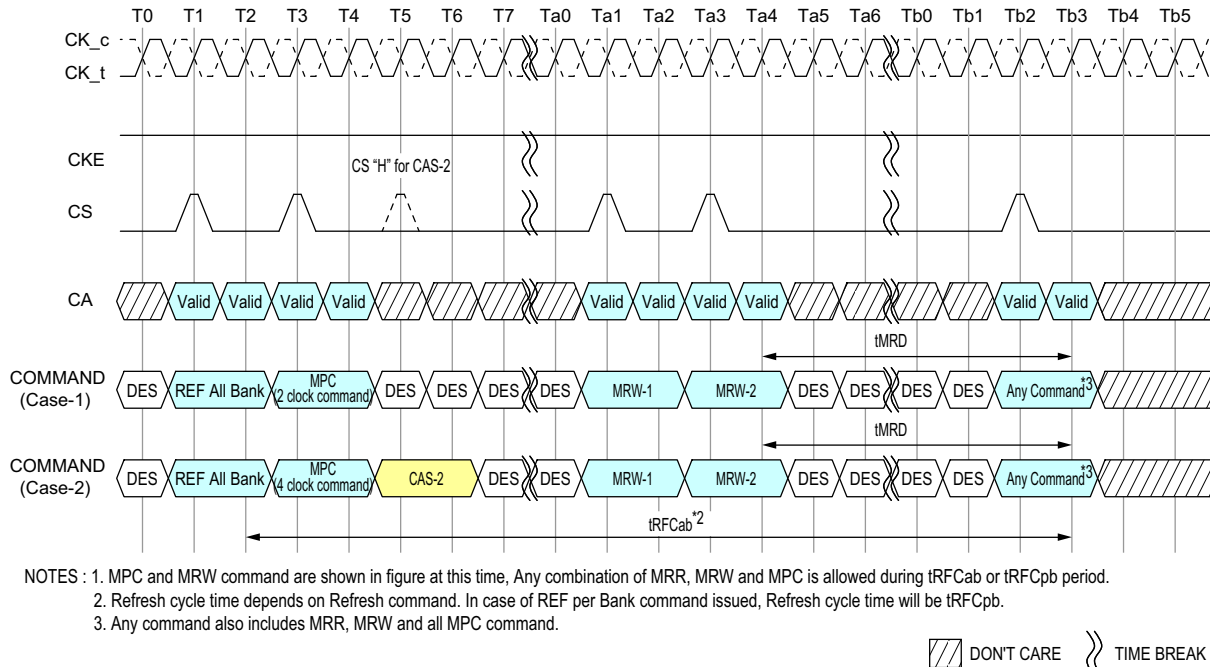 T0 T1 T2 T3 T4 T5 T6 T7 Ta0 Ta1 Ta2 Ta3 Ta4 Ta5 Ta6 Tb0 Tb1 Tb2 Tb3 Tb4 Tb5
CK_c
CK_t
CKE
CS “H” for CAS-2
CS
CA Valid Valid Valid Valid Valid Valid Valid Valid Valid Valid
tMRD
COMMAND
(Case-1)
DES REF All Bank MPC (2 clock command) DES DES DES DES MRW-1 MRW-2 DES DES DES DES Any Command*3
tMRD
COMMAND
(Case-2)
DES REF All Bank MPC (4 clock command) CAS-2 DES DES MRW-1 MRW-2 DES DES DES DES Any Command*3
tRFCab*2
NOTES : 1. MPC and MRW command are shown in figure at this time, Any combination of MRR, MRW and MPC is allowed during tRFCab or tRFCpb period.
2. Refresh cycle time depends on Refresh command. In case of REF per Bank command issued, Refresh cycle time will be tRFCpb.
3. Any command also includes MRR, MRW and all MPC command.
DON'T CARE TIME BREAK